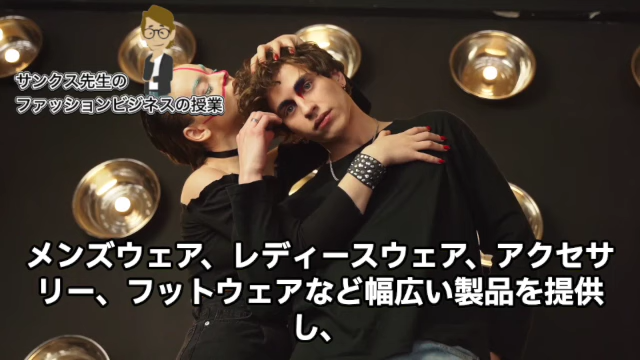 サンクス先生の
ファッションビジネスの授業
メンズウェア、レディースウェア、アクセサ
リー、フットウェアなど幅広い製品を提供
し、